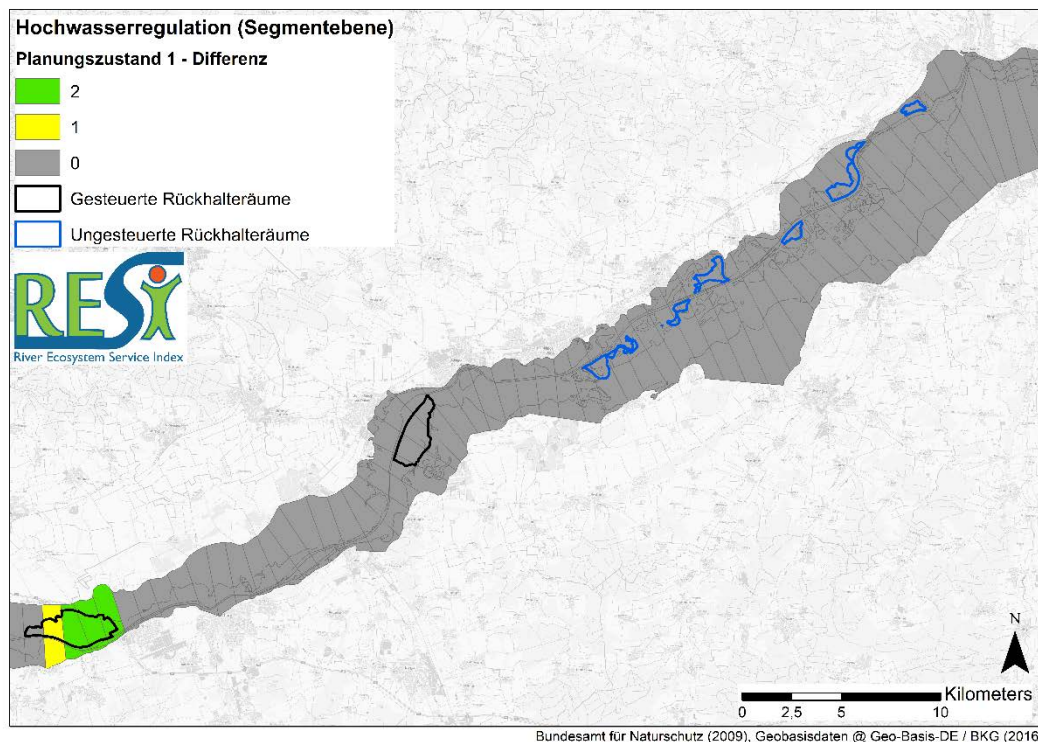 Hochwasserregulation (Segmentebene)
Planungszustand 1 - Differenz
2
1
0
Gesteuerte Rückhalteräume
Ungesteuerte Rückhalteräume
RESI
River Ecosystem Service Index
N
Kilometers
0 2,5 5 10
Bundesamt für Naturschutz (2009), Geobasisdaten @ Geo-Basis-DE / BKG (2016